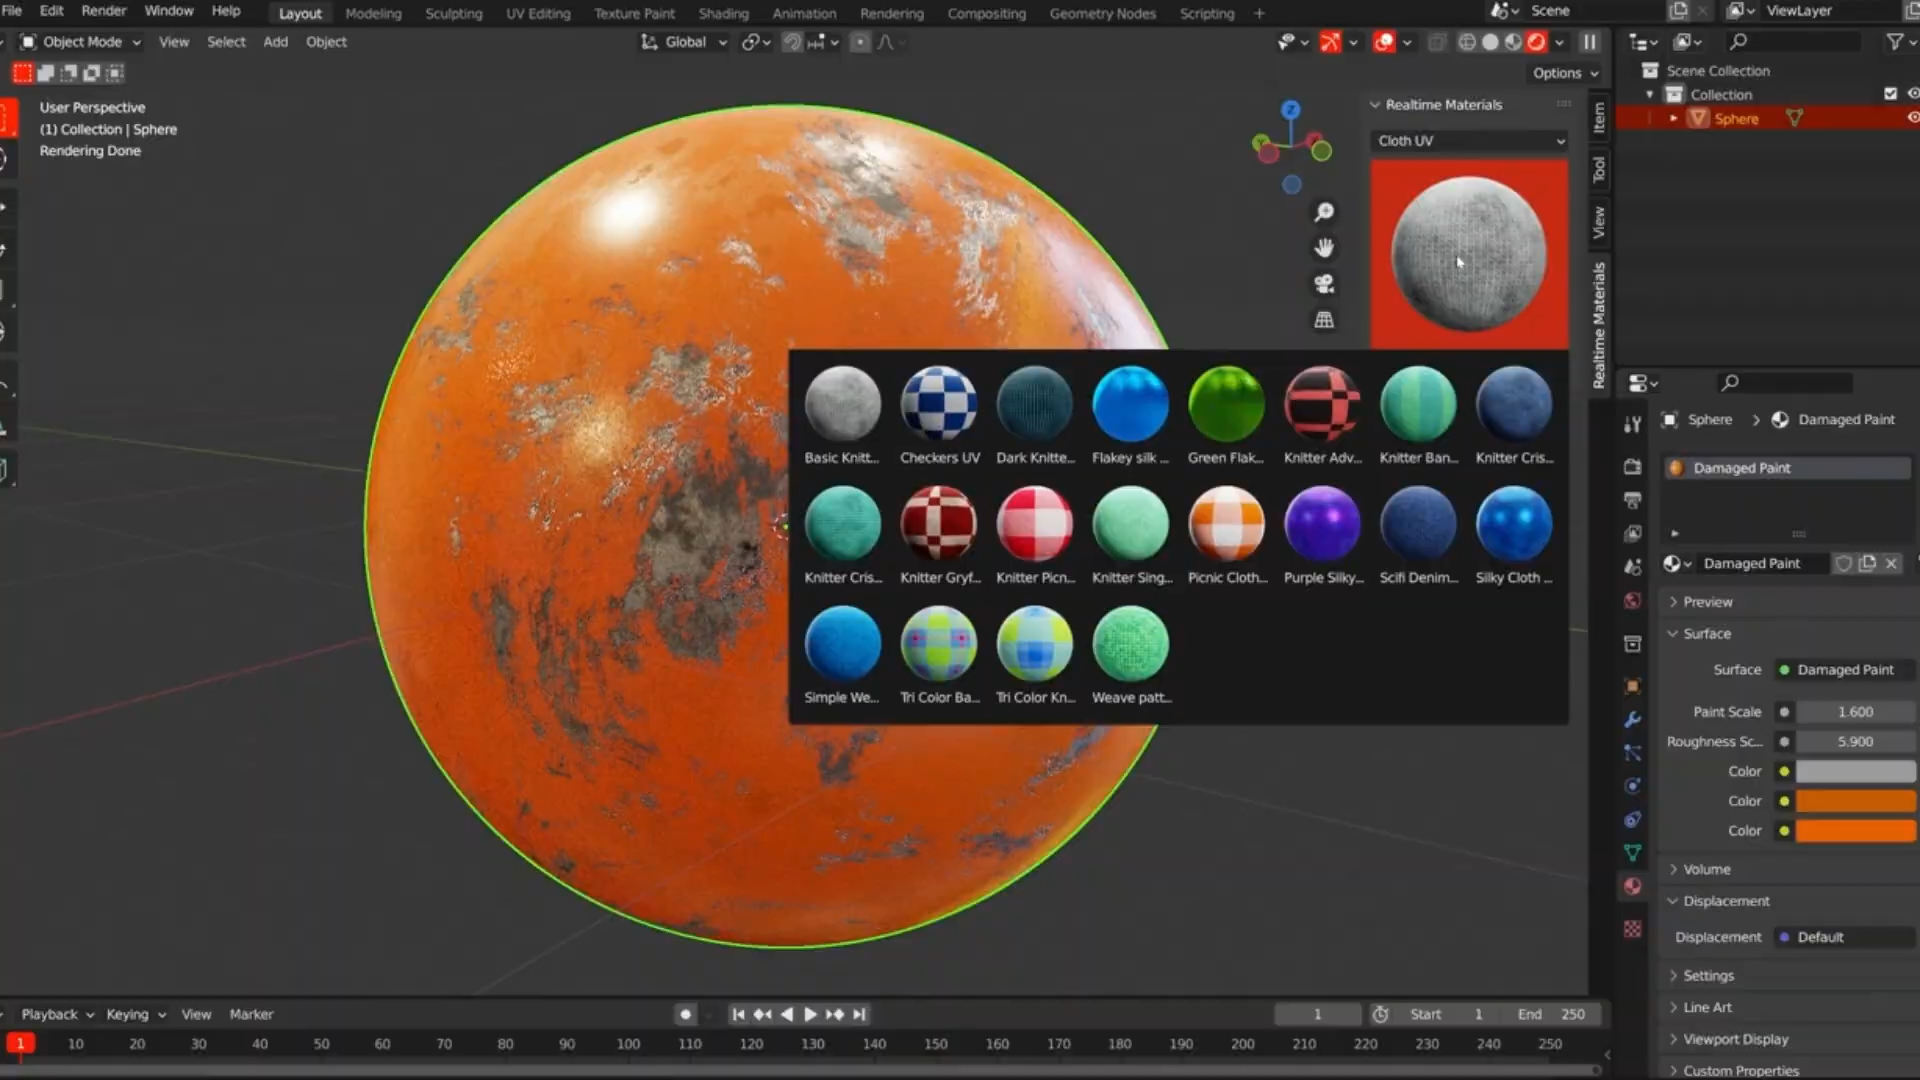 File Edit Render Window Help Layout Modeling Sculpting UV Editing Texture Paint Shading Animation Rendering Compositing Geometry Nodes Scripting + Scene ViewLayer
Object Mode View Select Add Object Global
Options
User Perspective
(1) Collection | Sphere
Rendering Done
Realtime Materials
Cloth UV
Z
Item
Tool
View
Realtime Materials
Scene Collection
Collection
Sphere
Basic Knitt... Checkers UV Dark Knitte... Flakey silk ... Green Flak... Knitter Adv... Knitter Ban... Knitter Cris...
Knitter Cris... Knitter Gryf... Knitter Picn... Knitter Sing... Picnic Cloth... Purple Silky... Scifi Denim... Silky Cloth ...
Simple We... Tri Color Ba... Tri Color Kn... Weave patt...
Sphere > Damaged Paint
Damaged Paint
Damaged Paint
Preview
Surface
Surface Damaged Paint
Paint Scale 1.600
Roughness Sc... 5.900
Color
Color
Color
Volume
Displacement
Displacement Default
Settings
Line Art
Viewport Display
Custom Properties
Playback Keying View Marker 1 Start 1 End 250
1 10 20 30 40 50 60 70 80 90 100 110 120 130 140 150 160 170 180 190 200 210 220 230 240 250